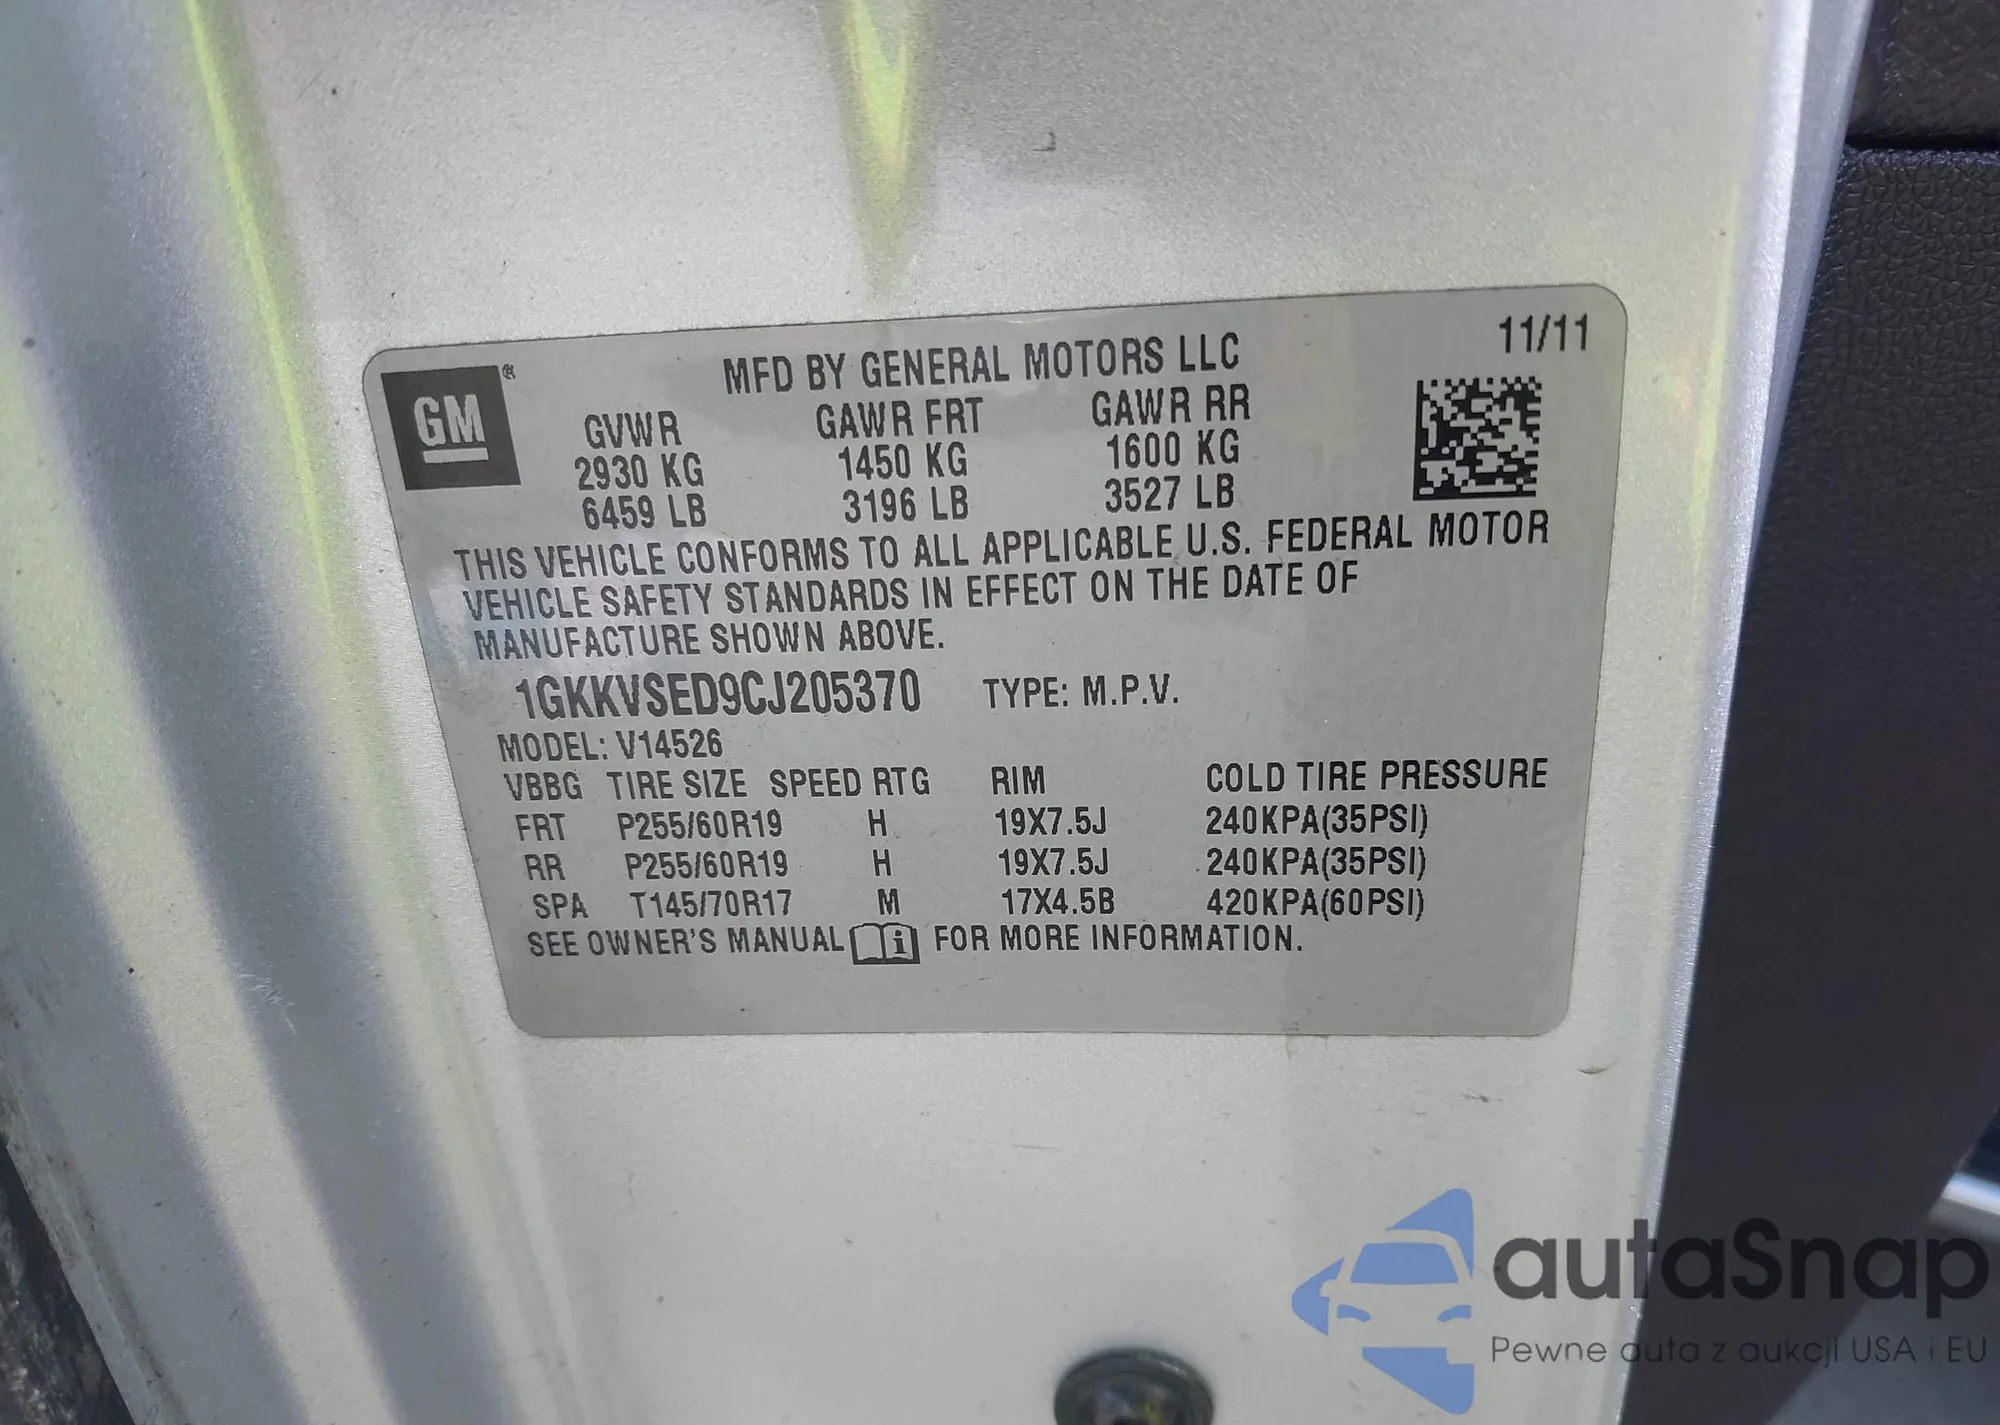 GM ®
MFD BY GENERAL MOTORS LLC 11/11
GVWR GAWR FRT GAWR RR
2930 KG 1450 KG 1600 KG
6459 LB 3196 LB 3527 LB
THIS VEHICLE CONFORMS TO ALL APPLICABLE U.S. FEDERAL MOTOR
VEHICLE SAFETY STANDARDS IN EFFECT ON THE DATE OF
MANUFACTURE SHOWN ABOVE.
1GKKVSED9CJ205370 TYPE: M.P.V.
MODEL: V14526
VBBG TIRE SIZE SPEED RTG RIM COLD TIRE PRESSURE
FRT P255/60R19 H 19X7.5J 240KPA(35PSI)
RR P255/60R19 H 19X7.5J 240KPA(35PSI)
SPA T145/70R17 M 17X4.5B 420KPA(60PSI)
SEE OWNER'S MANUAL i FOR MORE INFORMATION.
autaSnap
Pewne auta z aukcji USA i EU